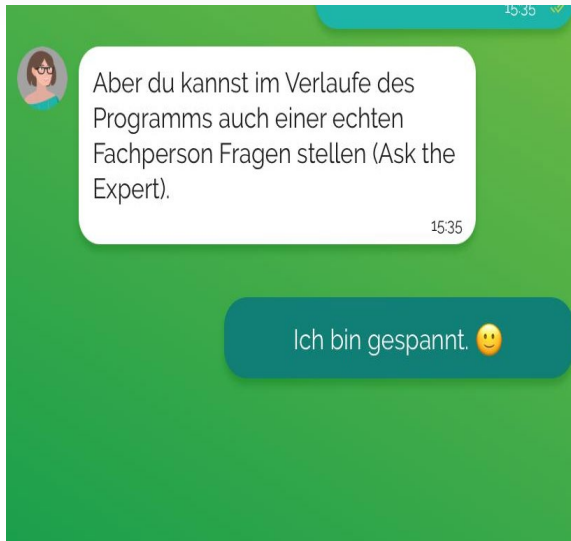 15:35
Aber du kannst im Verlaufe des
Programms auch einer echten
Fachperson Fragen stellen (Ask the
Expert).
15:35
Ich bin gespannt. 🙂